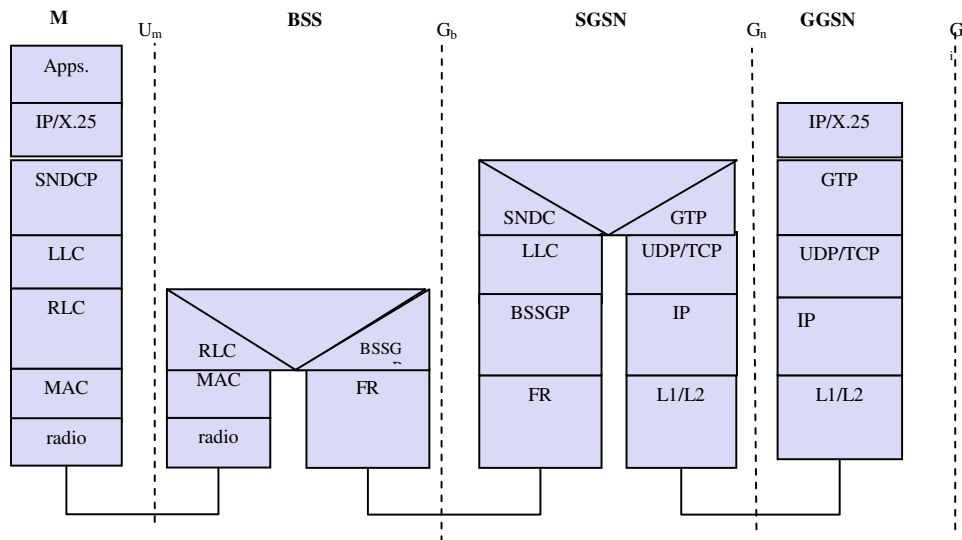 M BSS SGSN GGSN
Um Gb Gn G
i
Apps.
IP/X.25
SNDCP
LLC
RLC
MAC
radio
RLC BSSG
MAC FR
radio
SNDC GTP
LLC UDP/TCP
BSSGP IP
FR L1/L2
IP/X.25
GTP
UDP/TCP
IP
L1/L2